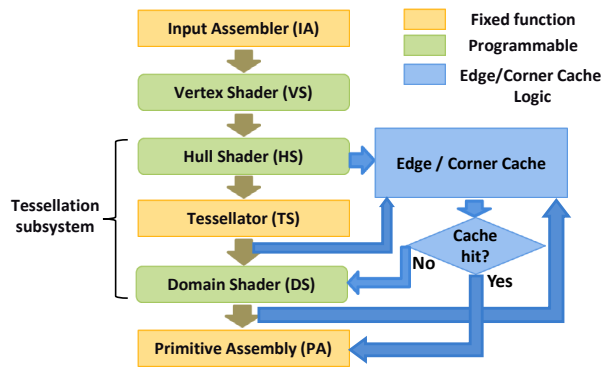 Input Assembler (IA)
Fixed function
Programmable
Edge/Corner Cache
Logic
Vertex Shader (VS)
Hull Shader (HS)
Edge / Corner Cache
Tessellation
subsystem
Tessellator (TS)
Cache
hit?
No
Yes
Domain Shader (DS)
Primitive Assembly (PA)